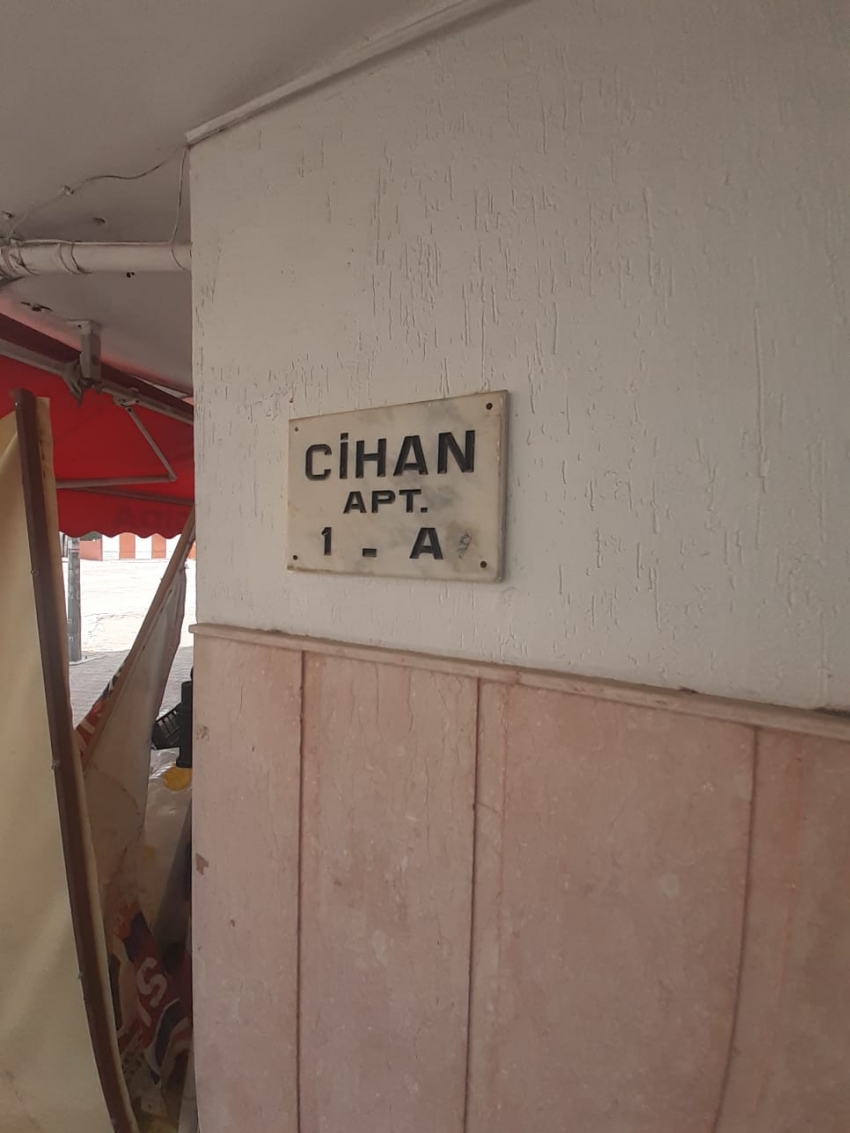 CİHAN
APT.
1 - A